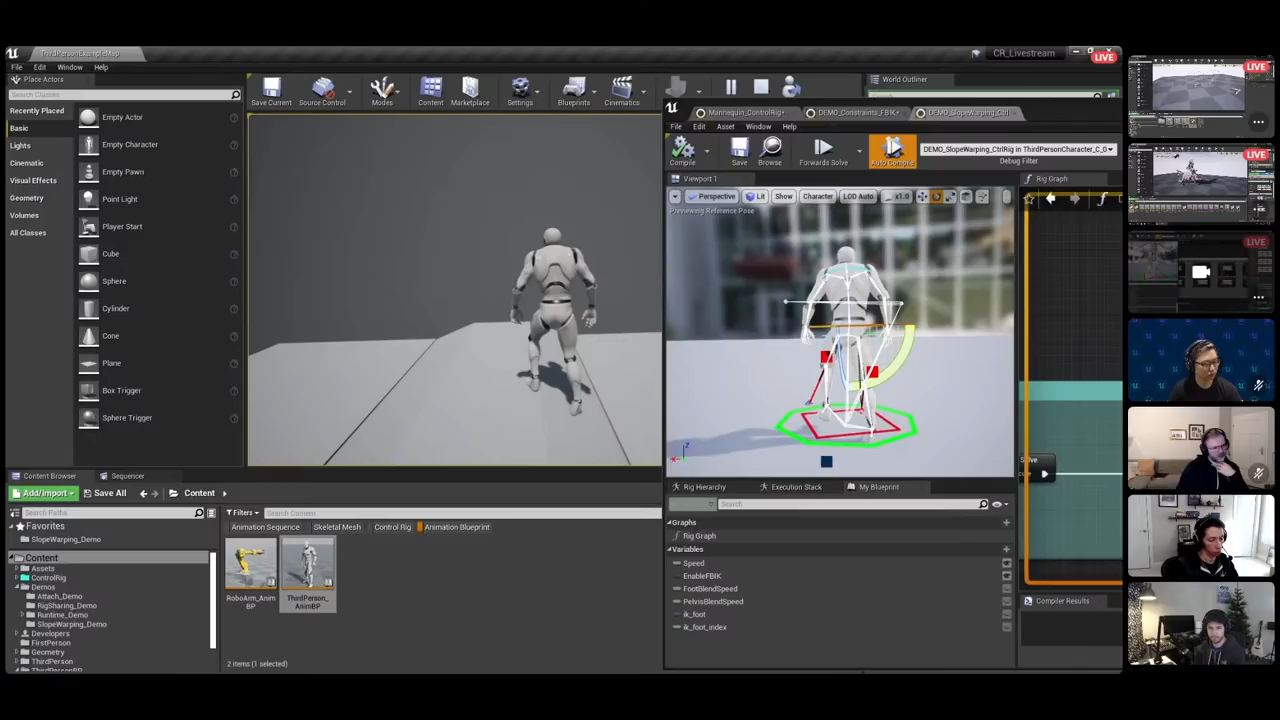 ThirdPersonExampleMap
CR_Livestream
LIVE
File Edit Window Help
Place Actors
Search Classes
Recently Placed
Basic
Lights
Cinematic
Visual Effects
Geometry
Volumes
All Classes
Empty Actor
Empty Character
Empty Pawn
Point Light
Player Start
Cube
Sphere
Cylinder
Cone
Plane
Box Trigger
Sphere Trigger
Save Current Source Control Modes Content Marketplace Settings Blueprints Cinematics
World Outliner
Mannequin_ControlRig* DEMO_Constraints_FBIK* DEMO_SlopeWarping_Ctrl
File Edit Asset Window Help
Compile Save Browse Forwards Solve Auto Compile
DEMO_SlopeWarping_CtrlRig in ThirdPersonCharacter_C_0
Debug Filter
Viewport 1
Rig Graph
Perspective Lit Show Character LOD Auto x1.0
Previewing Reference Pose
Z
Rig Hierarchy Execution Stack My Blueprint
Search
Graphs
Rig Graph
Variables
Speed
EnableFBIK
FootBlendSpeed
PelvisBlendSpeed
ik_foot
ik_foot_index
Compiler Results
Content Browser Sequencer
Add/Import Save All Content
Search Paths
Favorites
SlopeWarping_Demo
Content
Assets
ControlRig
Demos
Attach_Demo
RigSharing_Demo
Runtime_Demo
SlopeWarping_Demo
Developers
FirstPerson
Geometry
ThirdPerson
ThirdPersonBP
Filters Search Content
Animation Sequence Skeletal Mesh Control Rig Animation Blueprint
RoboArm_Anim
BP
ThirdPerson_
AnimBP
2 items (1 selected)
LIVE
LIVE
LIVE